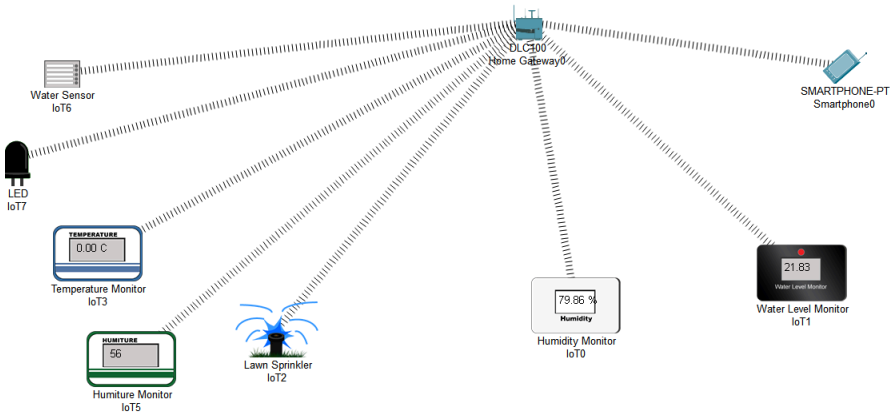 DLC100
Home Gateway0
Water Sensor
IoT6
SMARTPHONE-PT
Smartphone0
LED
IoT7
TEMPERATURE
0.00 C
Temperature Monitor
IoT3
21.83
Water Level Monitor
Water Level Monitor
IoT1
79.86 %
Humidity
Humidity Monitor
IoT0
HUMITURE
56
Humiture Monitor
IoT5
Lawn Sprinkler
IoT2